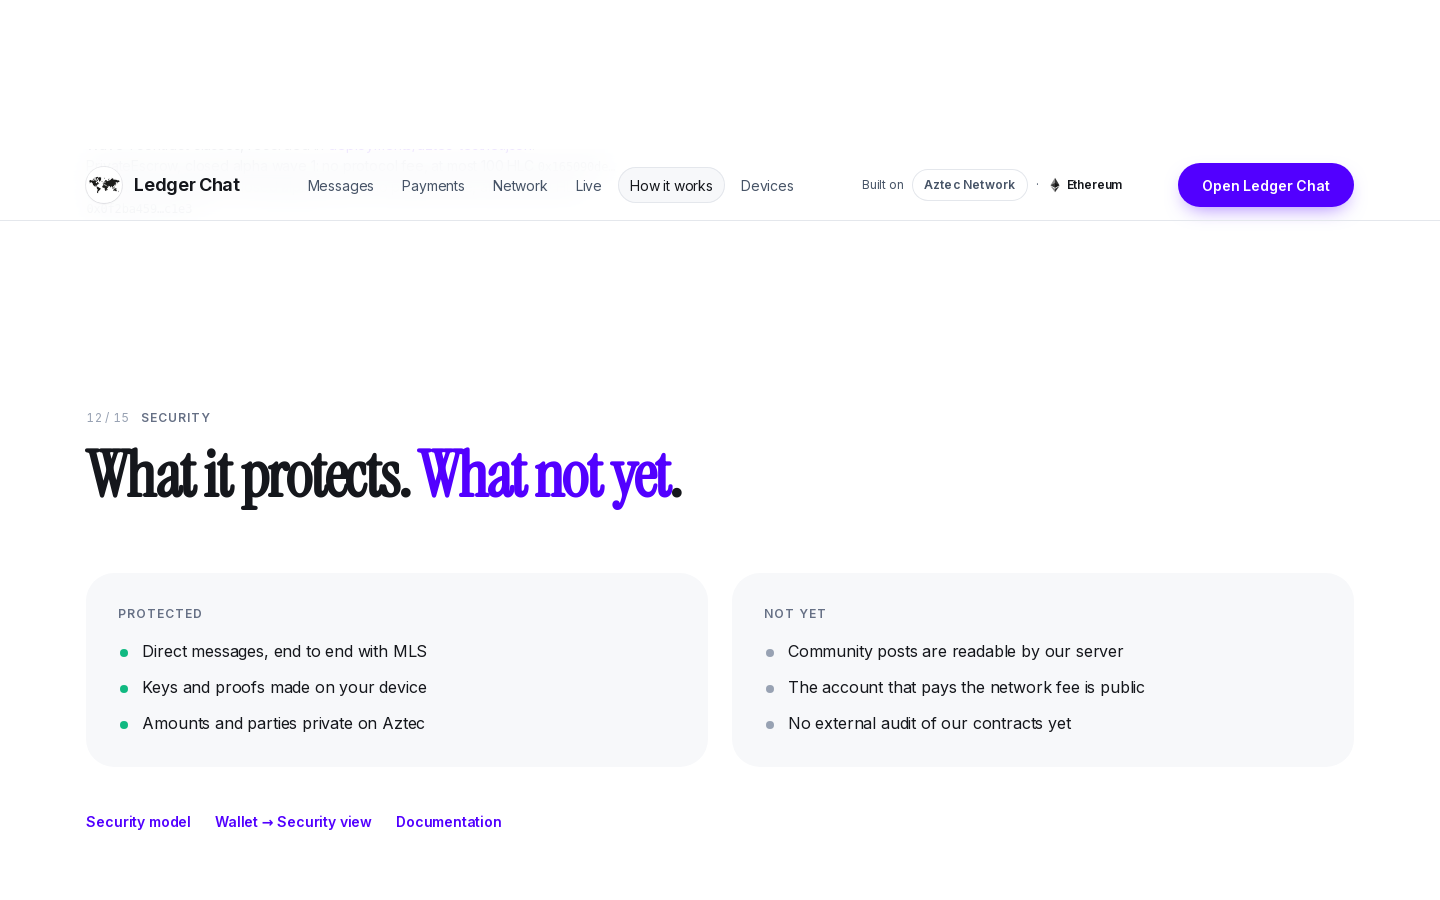 Ledger Chat
Messages
Payments
Network
Live
How it works
Devices
Built on
Aztec Network
·
Ethereum
Open Ledger Chat
12 / 15 SECURITY
What it protects. What not yet.
PROTECTED
Direct messages, end to end with MLS
Keys and proofs made on your device
Amounts and parties private on Aztec
NOT YET
Community posts are readable by our server
The account that pays the network fee is public
No external audit of our contracts yet
Security model
Wallet → Security view
Documentation